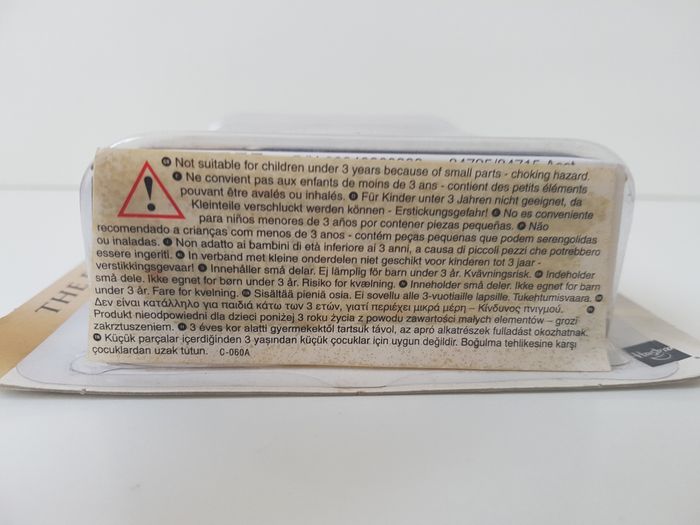 Not suitable for children under 3 years because of small parts - choking hazard.
Ne convient pas aux enfants de moins de 3 ans - contient des petits éléments
pouvant être avalés ou inhalés. Für Kinder unter 3 Jahren nicht geeignet, da
Kleinteile verschluckt werden können - Erstickungsgefahr! No es conveniente
para niños menores de 3 años por contener piezas pequeñas. Não
recomendado a crianças com menos de 3 anos - contém peças pequenas que podem ser engolidas
ou inaladas. Non adatto ai bambini di età inferiore ai 3 anni, a causa di piccoli pezzi che potrebbero
essere ingeriti. In verband met kleine onderdelen niet geschikt voor kinderen tot 3 jaar -
verstikkingsgevaar! Innehåller små delar. Ej lämplig för barn under 3 år. Kvävningsrisk. Indeholder
små dele. Ikke egnet for børn under 3 år. Risiko for kvælning. Inneholder små deler. Ikke egnet for barn
under 3 år. Fare for kvelning. Sisältää pieniä osia. Ei sovellu alle 3-vuotiaille lapsille. Tukehtumisvaara.
Δεν είναι κατάλληλο για παιδιά κάτω των 3 ετών, γιατί περιέχει μικρά μέρη – Κίνδυνος πνιγμού.
Produkt nieodpowiedni dla dzieci poniżej 3 roku życia z powodu zawartości małych elementów – grozi
zakrztuszeniem. 3 éves kor alatti gyermekektől tartsuk távol, az apró alkatrészek fulladást okozhatnak.
Küçük parçalar içerdiğinden 3 yaşından küçük çocuklar için uygun değildir. Boğulma tehlikesine karşı
çocuklardan uzak tutun. C-060A
THE
Hasbro